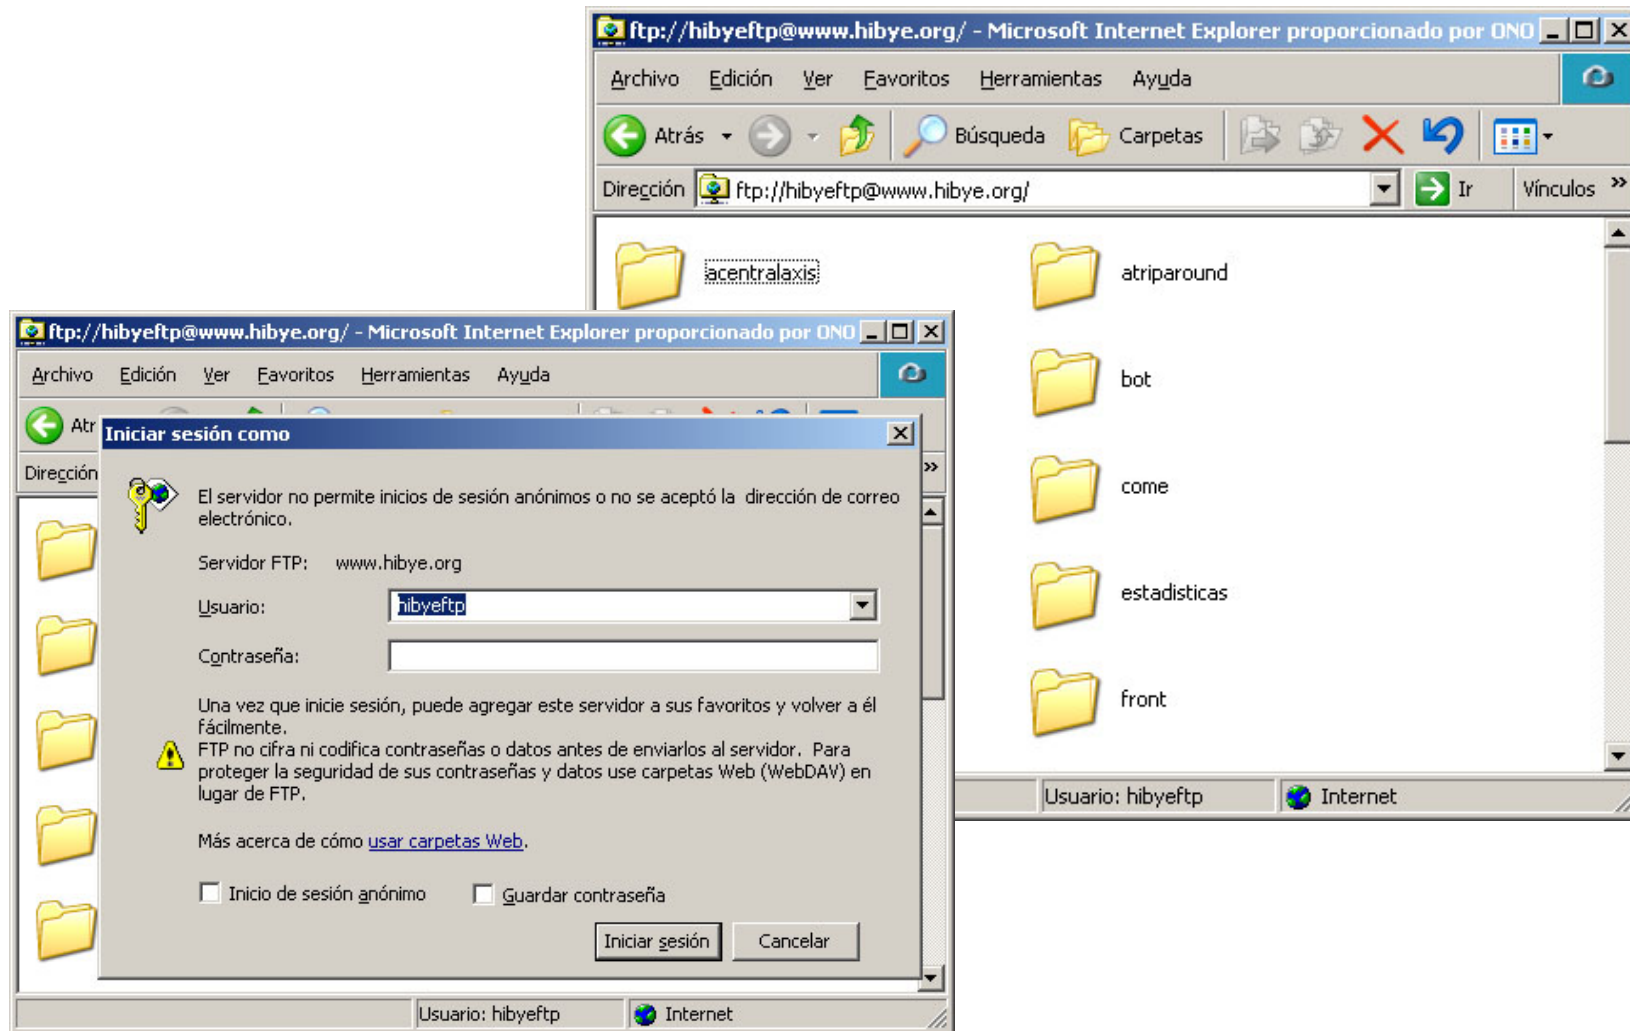 ftp://hibyeftp@www.hibye.org/ - Microsoft Internet Explorer proporcionado por ONO
Archivo Edición Ver Favoritos Herramientas Ayuda
Atrás Búsqueda Carpetas
Dirección ftp://hibyeftp@www.hibye.org/ Ir Vínculos »
acentralaxis atriparound
bot
come
estadisticas
front
Usuario: hibyeftp Internet
ftp://hibyeftp@www.hibye.org/ - Microsoft Internet Explorer proporcionado por ONO
Archivo Edición Ver Favoritos Herramientas Ayuda
Atr
Dirección »
Iniciar sesión como
El servidor no permite inicios de sesión anónimos o no se aceptó la dirección de correo
electrónico.
Servidor FTP: www.hibye.org
Usuario: hibyeftp
Contraseña:
Una vez que inicie sesión, puede agregar este servidor a sus favoritos y volver a él
fácilmente.
FTP no cifra ni codifica contraseñas o datos antes de enviarlos al servidor. Para
proteger la seguridad de sus contraseñas y datos use carpetas Web (WebDAV) en
lugar de FTP.
Más acerca de cómo usar carpetas Web.
Inicio de sesión anónimo Guardar contraseña
Iniciar sesión Cancelar
Usuario: hibyeftp Internet